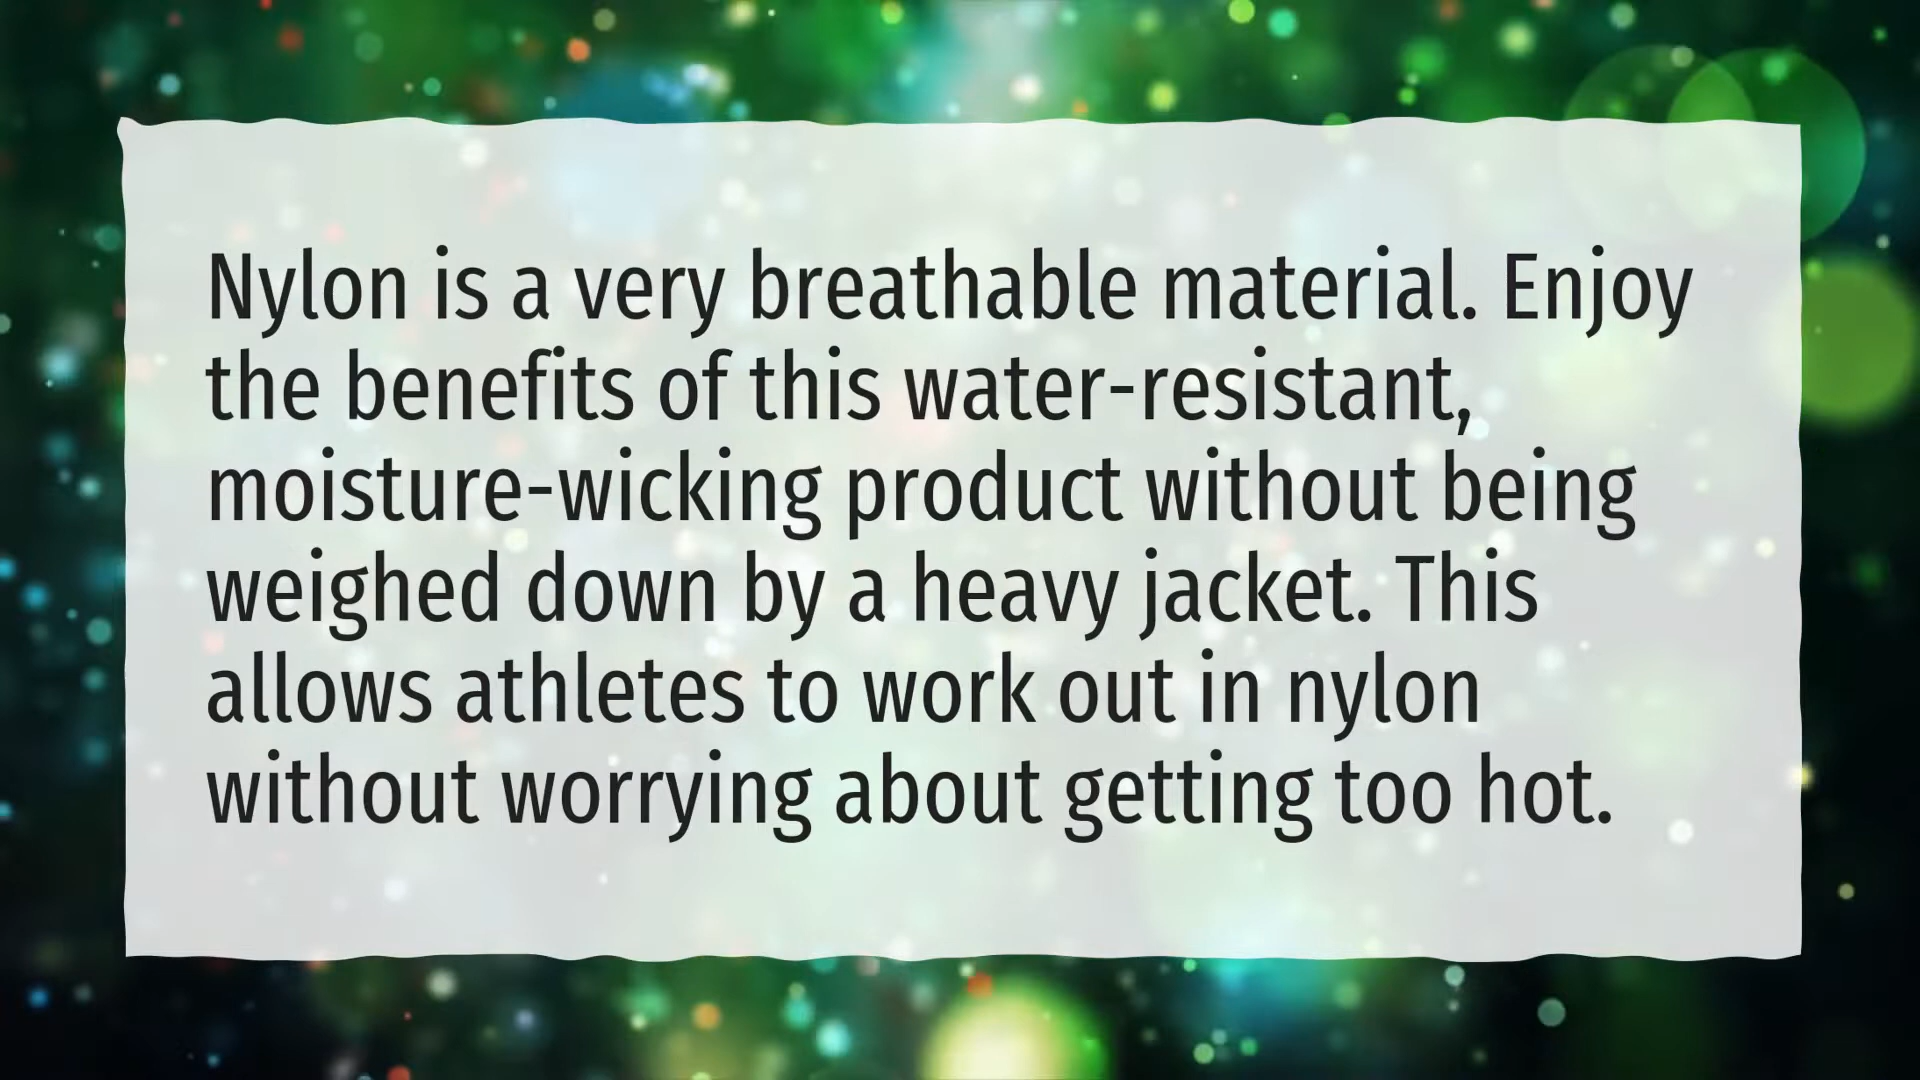 Nylon is a very breathable material. Enjoy
the benefits of this water-resistant,
moisture-wicking product without being
weighed down by a heavy jacket. This
allows athletes to work out in nylon
without worrying about getting too hot.